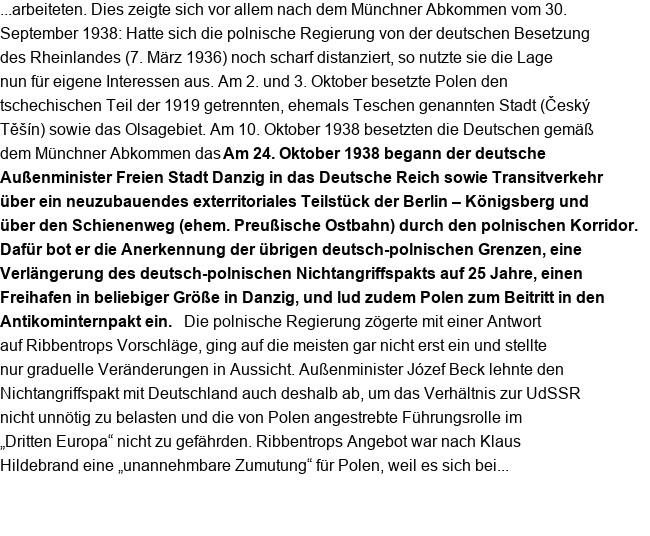 ...arbeiteten. Dies zeigte sich vor allem nach dem Münchner Abkommen vom 30.
September 1938: Hatte sich die polnische Regierung von der deutschen Besetzung
des Rheinlandes (7. März 1936) noch scharf distanziert, so nutzte sie die Lage
nun für eigene Interessen aus. Am 2. und 3. Oktober besetzte Polen den
tschechischen Teil der 1919 getrennten, ehemals Teschen genannten Stadt (Český
Těšín) sowie das Olsagebiet. Am 10. Oktober 1938 besetzten die Deutschen gemäß
dem Münchner Abkommen das Am 24. Oktober 1938 begann der deutsche
Außenminister Freien Stadt Danzig in das Deutsche Reich sowie Transitverkehr
über ein neuzubauendes exterritoriales Teilstück der Berlin – Königsberg und
über den Schienenweg (ehem. Preußische Ostbahn) durch den polnischen Korridor.
Dafür bot er die Anerkennung der übrigen deutsch-polnischen Grenzen, eine
Verlängerung des deutsch-polnischen Nichtangriffspakts auf 25 Jahre, einen
Freihafen in beliebiger Größe in Danzig, und lud zudem Polen zum Beitritt in den
Antikominternpakt ein. Die polnische Regierung zögerte mit einer Antwort
auf Ribbentrops Vorschläge, ging auf die meisten gar nicht erst ein und stellte
nur graduelle Veränderungen in Aussicht. Außenminister Józef Beck lehnte den
Nichtangriffspakt mit Deutschland auch deshalb ab, um das Verhältnis zur UdSSR
nicht unnötig zu belasten und die von Polen angestrebte Führungsrolle im
„Dritten Europa“ nicht zu gefährden. Ribbentrops Angebot war nach Klaus
Hildebrand eine „unannehmbare Zumutung“ für Polen, weil es sich bei...